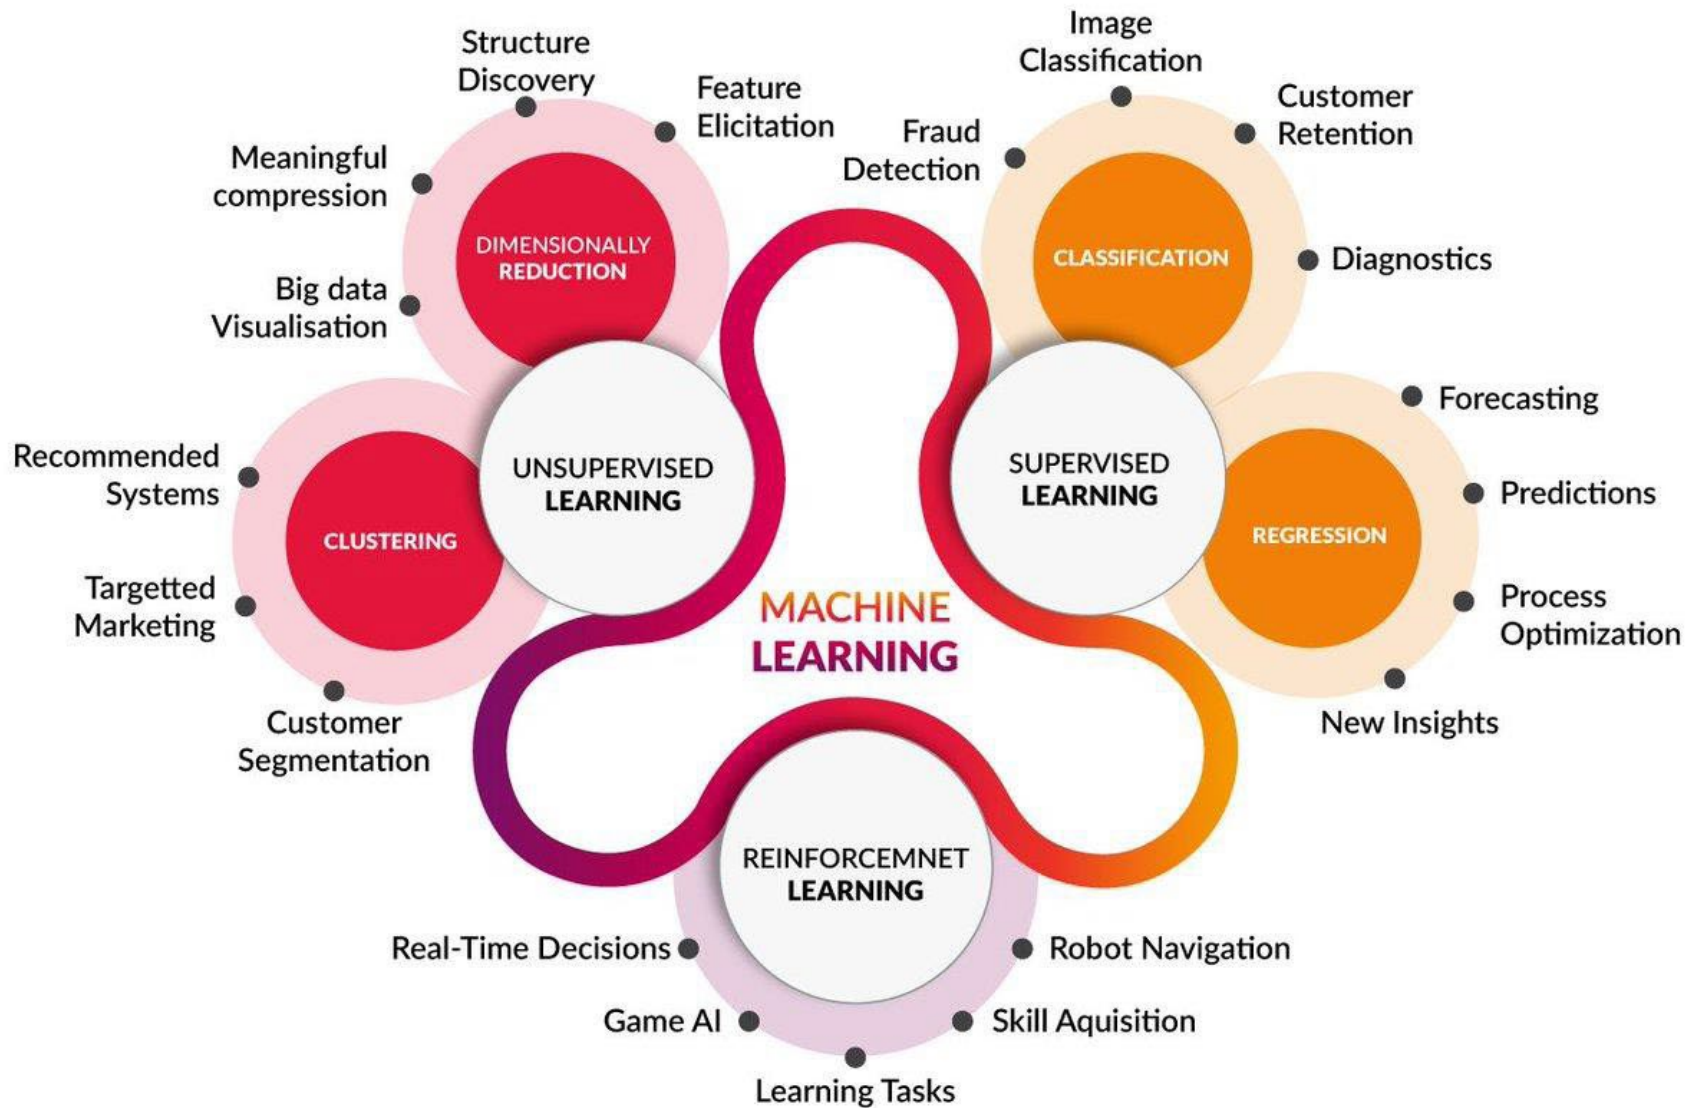 Structure
Discovery
Feature
Elicitation
Meaningful
compression
Big data
Visualisation
DIMENSIONALLY
REDUCTION
Recommended
Systems
Targetted
Marketing
Customer
Segmentation
CLUSTERING
UNSUPERVISED
LEARNING
Image
Classification
Fraud
Detection
Customer
Retention
Diagnostics
CLASSIFICATION
SUPERVISED
LEARNING
Forecasting
Predictions
Process
Optimization
New Insights
REGRESSION
MACHINE
LEARNING
REINFORCEMNET
LEARNING
Real-Time Decisions
Game AI
Learning Tasks
Skill Aquisition
Robot Navigation